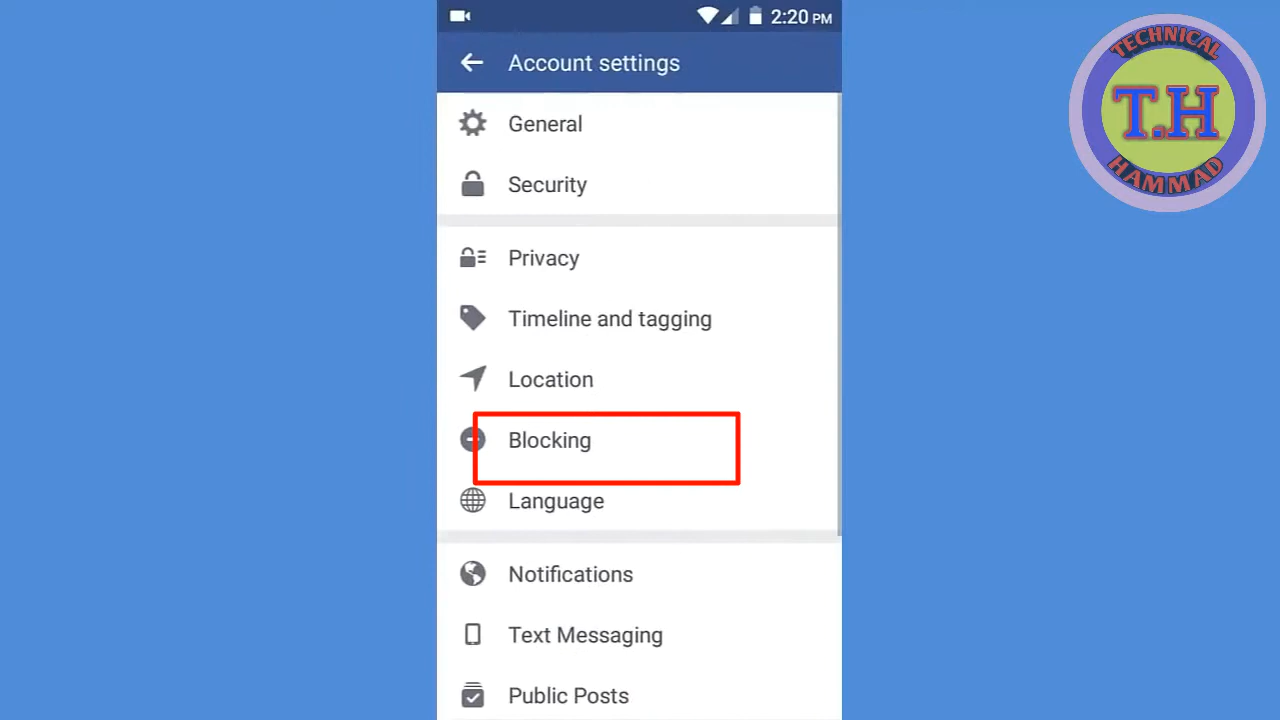 2:20 PM
Account settings
TECHNICAL
T.H
HAMMAD
General
Security
Privacy
Timeline and tagging
Location
Blocking
Language
Notifications
Text Messaging
Public Posts